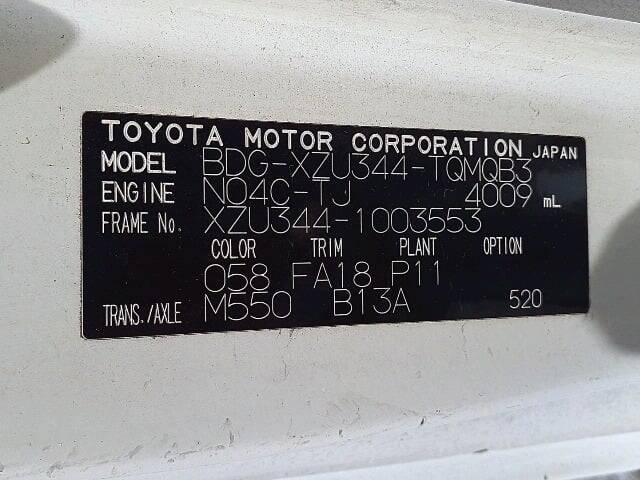 TOYOTA MOTOR CORPORATION JAPAN
MODEL BDG-XZU344-TQMQB3
ENGINE N04C-TJ 4009 mL
FRAME No. XZU344-1003553
COLOR TRIM PLANT OPTION
058 FA18 P11
TRANS./AXLE M550 B13A 520